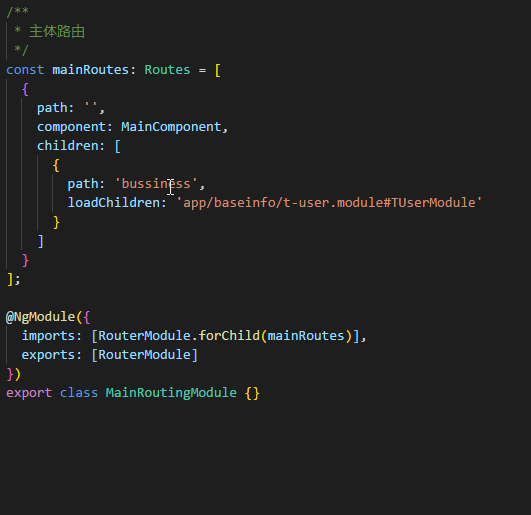 /**
 * 主体路由
 */
const mainRoutes: Routes = [
  {
    path: '',
    component: MainComponent,
    children: [
      {
        path: 'bussiness',
        loadChildren: 'app/baseinfo/t-user.module#TUserModule'
      }
    ]
  }
];

@NgModule({
  imports: [RouterModule.forChild(mainRoutes)],
  exports: [RouterModule]
})
export class MainRoutingModule {}